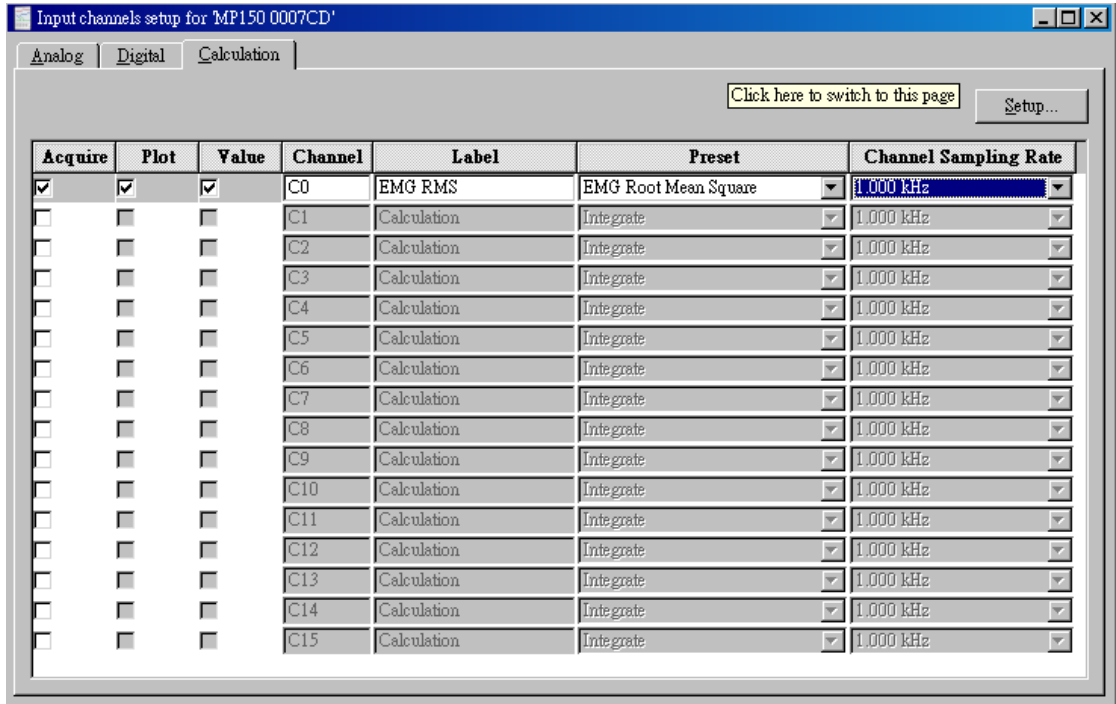 Input channels setup for 'MP150 0007CD'
Analog Digital Calculation
Click here to switch to this page
Setup...
Acquire Plot Value Channel Label Preset Channel Sampling Rate
C0 EMG RMS EMG Root Mean Square 1.000 kHz
C1 Calculation Integrate 1.000 kHz
C2 Calculation Integrate 1.000 kHz
C3 Calculation Integrate 1.000 kHz
C4 Calculation Integrate 1.000 kHz
C5 Calculation Integrate 1.000 kHz
C6 Calculation Integrate 1.000 kHz
C7 Calculation Integrate 1.000 kHz
C8 Calculation Integrate 1.000 kHz
C9 Calculation Integrate 1.000 kHz
C10 Calculation Integrate 1.000 kHz
C11 Calculation Integrate 1.000 kHz
C12 Calculation Integrate 1.000 kHz
C13 Calculation Integrate 1.000 kHz
C14 Calculation Integrate 1.000 kHz
C15 Calculation Integrate 1.000 kHz